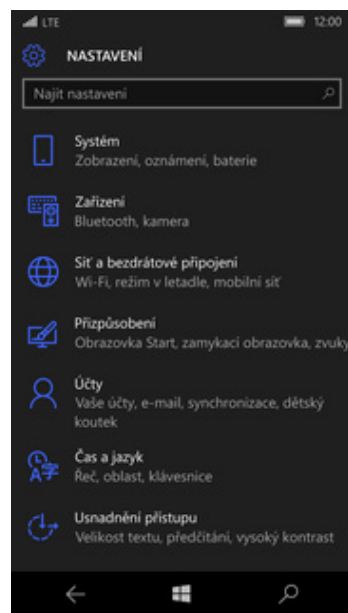 LTE 12:00
NASTAVENÍ
Najít nastavení
Systém
Zobrazení, oznámení, baterie
Zařízení
Bluetooth, kamera
Síť a bezdrátové připojení
Wi-Fi, režim v letadle, mobilní síť
Přizpůsobení
Obrazovka Start, zamykací obrazovka, zvuky
Účty
Vaše účty, e-mail, synchronizace, dětský
koutek
Čas a jazyk
Řeč, oblast, klávesnice
Usnadnění přístupu
Velikost textu, předčítání, vysoký kontrast